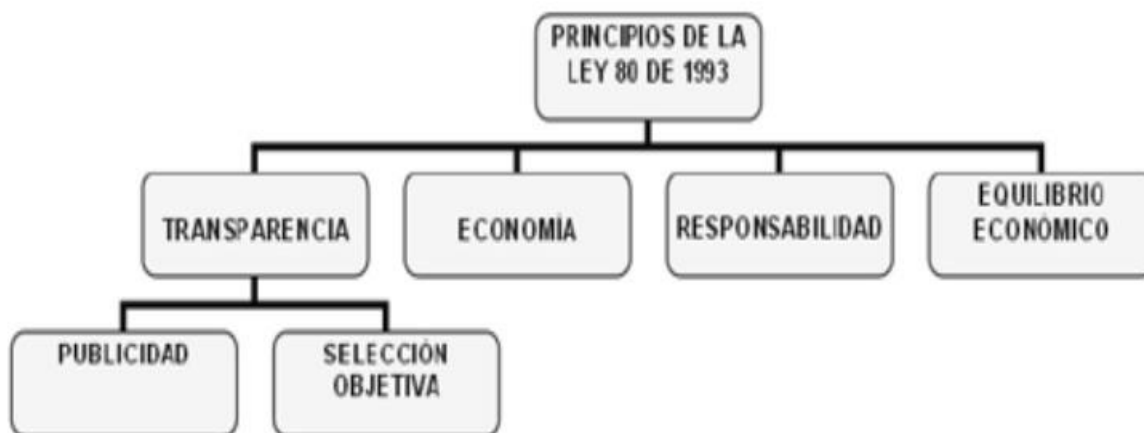 PRINCIPIOS DE LA
LEY 80 DE 1993
TRANSPARENCIA
ECONOMÍA
RESPONSABILIDAD
EQUILIBRIO
ECONÓMICO
PUBLICIDAD
SELECCIÓN
OBJETIVA